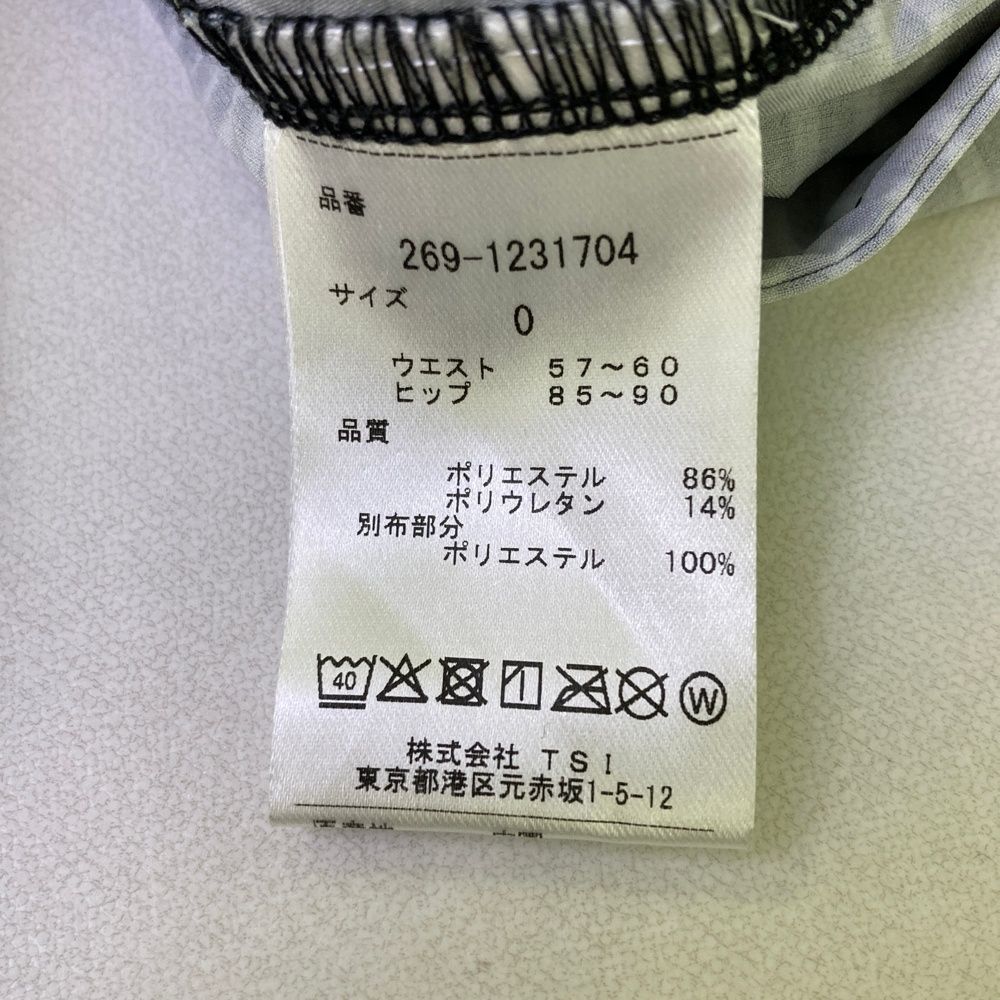 品番
269-1231704
サイズ
0
ウエスト 57～60
ヒップ 85～90
品質
ポリエステル 86%
ポリウレタン 14%
別布部分
ポリエステル 100%
40
W
株式会社 TSI
東京都港区元赤坂1-5-12